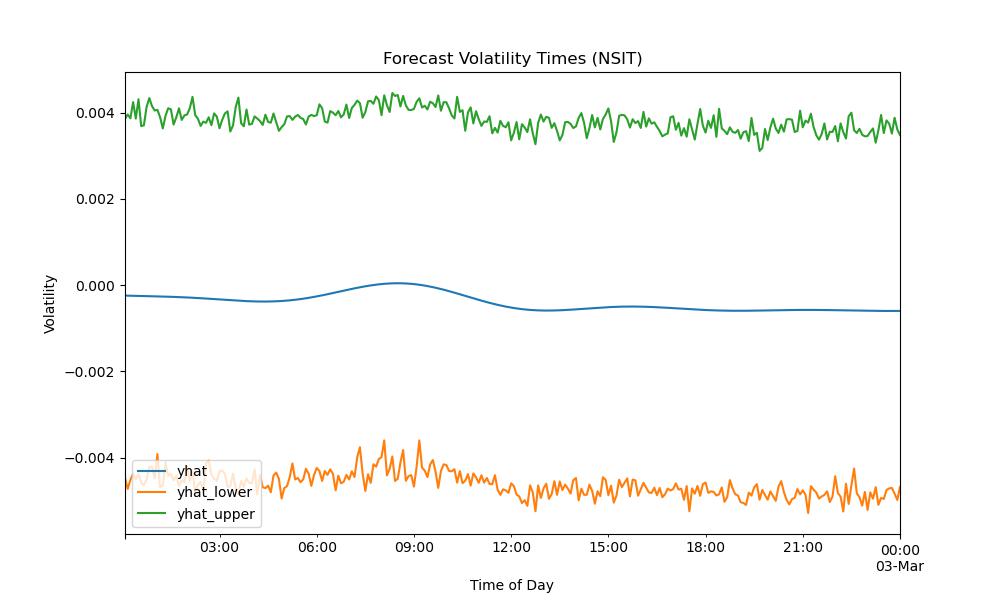 Forecast Volatility Times (NSIT)
Volatility
0.004
0.002
0.000
−0.002
−0.004
yhat
yhat_lower
yhat_upper
03:00
06:00
09:00
12:00
15:00
18:00
21:00
00:00
03-Mar
Time of Day